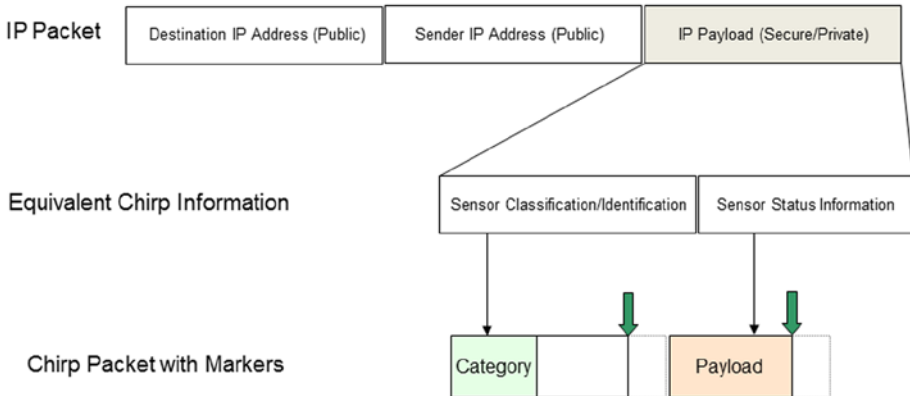 IP Packet
Destination IP Address (Public)
Sender IP Address (Public)
IP Payload (Secure/Private)
Equivalent Chirp Information
Sensor Classification/Identification
Sensor Status Information
Chirp Packet with Markers
Category
Payload